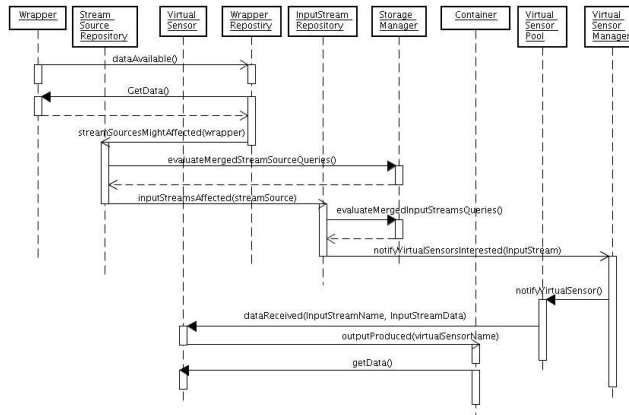 Wrapper
Stream
Source
Repository
Virtual
Sensor
Wrapper
Repostiry
InputStream
Repository
Storage
Manager
Container
Virtual
Sensor
Pool
Virtual
Sensor
Manager
dataAvailable()
GetData()
streamSourcesMightAffected(wrapper)
evaluateMergedStreamSourceQueries()
inputStreamsAffected(streamSource)
evaluateMergedInputStreamsQueries()
notifyVirtualSensorsInterested(InputStream)
notifyVirtualSensor()
dataReceived(InputStreamName, InputStreamData)
outputProduced(virtualSensorName)
getData()